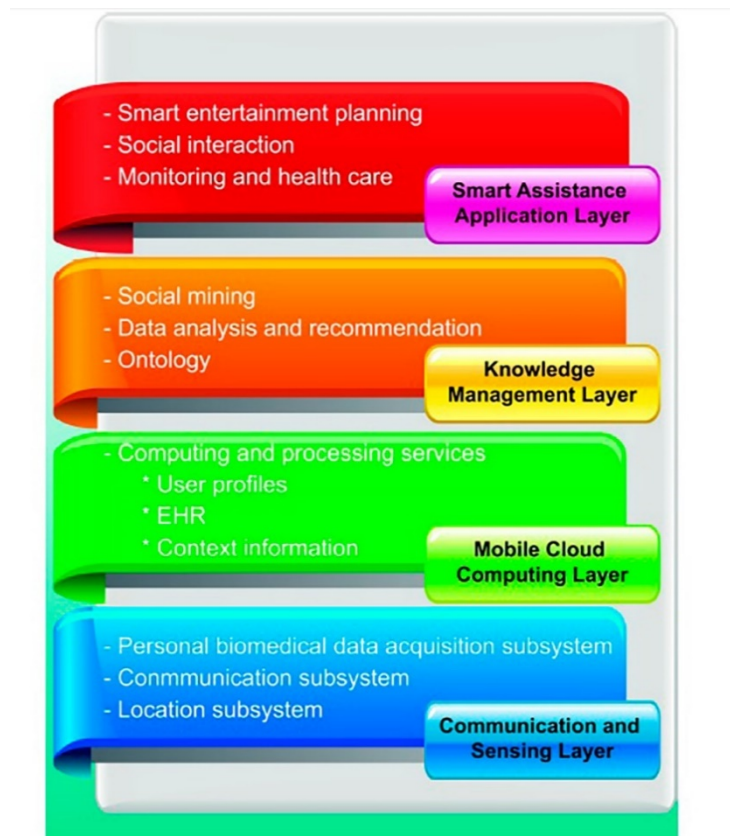 - Smart entertainment planning
- Social interaction
- Monitoring and health care
Smart Assistance
Application Layer
- Social mining
- Data analysis and recommendation
- Ontology
Knowledge
Management Layer
- Computing and processing services
* User profiles
* EHR
* Context information
Mobile Cloud
Computing Layer
- Personal biomedical data acquisition subsystem
- Conmmunication subsystem
- Location subsystem
Communication and
Sensing Layer